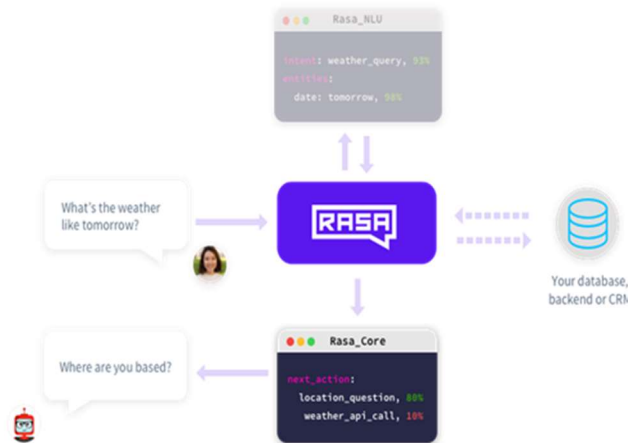 Rasa_NLU
intent: weather_query, 93%
entities:
date: tomorrow, 98%
What's the weather
like tomorrow?
RASA
Your database,
backend or CRM
Rasa_Core
Where are you based?
next_action:
location_question, 80%
weather_api_call, 10%